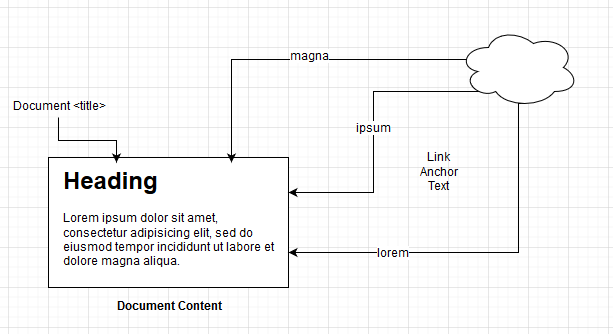 magna
Document <title>
ipsum
Link
Anchor
Text
Heading
Lorem ipsum dolor sit amet,
consectetur adipisicing elit, sed do
eiusmod tempor incididunt ut labore et
dolore magna aliqua.
lorem
Document Content